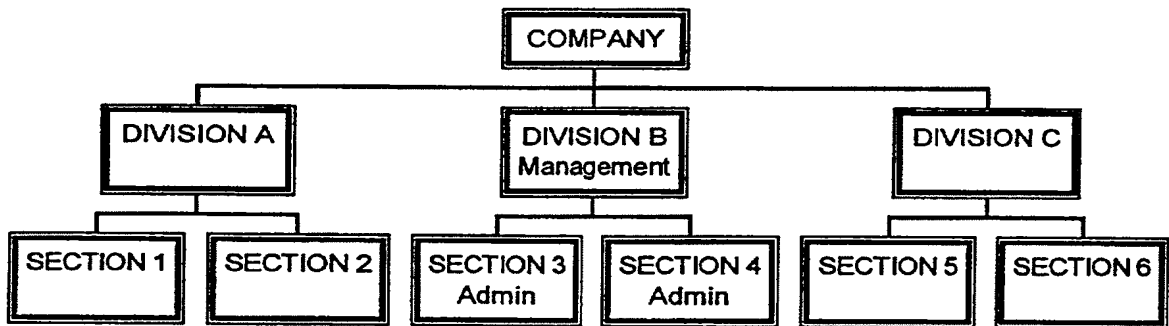 COMPANY
DIVISION A
DIVISION B
Management
DIVISION C
SECTION 1
SECTION 2
SECTION 3
Admin
SECTION 4
Admin
SECTION 5
SECTION 6